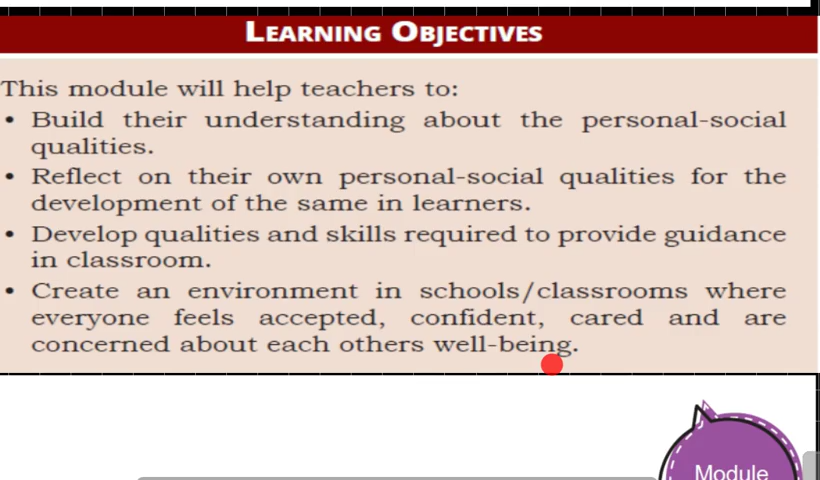 LEARNING OBJECTIVES
This module will help teachers to:
• Build their understanding about the personal-social
qualities.
• Reflect on their own personal-social qualities for the
development of the same in learners.
• Develop qualities and skills required to provide guidance
in classroom.
• Create an environment in schools/classrooms where
everyone feels accepted, confident, cared and are
concerned about each others well-being.
Module